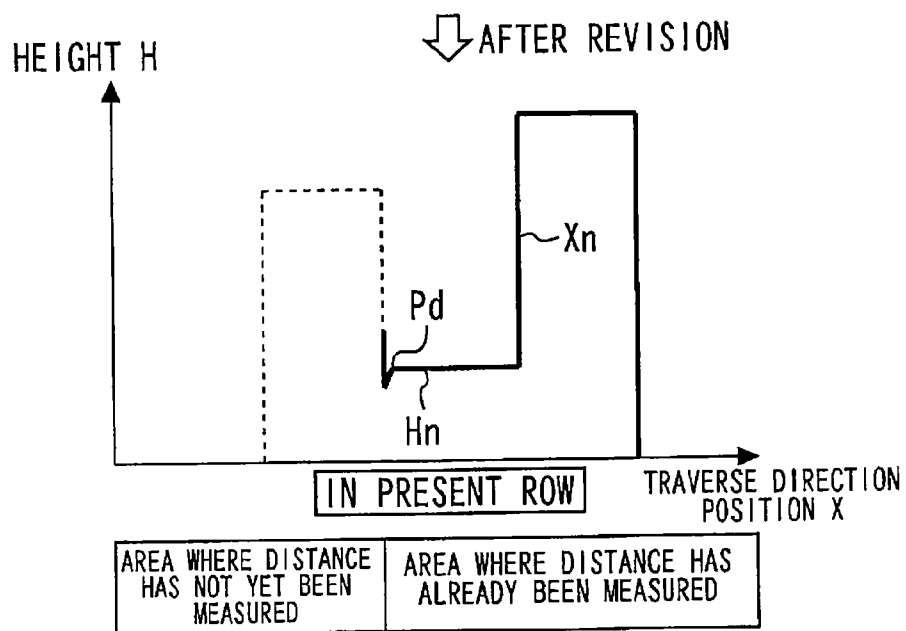 AFTER REVISION
HEIGHT H
Xn
Pd
Hn
IN PRESENT ROW
TRAVERSE DIRECTION
POSITION X
AREA WHERE DISTANCE
HAS NOT YET BEEN
MEASURED
AREA WHERE DISTANCE HAS
ALREADY BEEN MEASURED